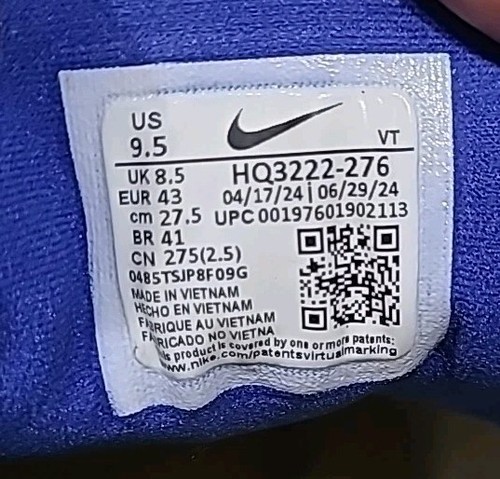 US
9.5
VT
UK 8.5
HQ3222-276
EUR 43
04/17/24 | 06/29/24
cm 27.5
UPC 00197601902113
BR 41
CN 275(2.5)
0485TSJP8F09G
MADE IN VIETNAM
HECHO EN VIETNAM
FABRIQUE AU VIETNAM
FABRICADO NO VIETNA
This product is covered by one or more patents:
www.nike.com/patentsvirtualmarking